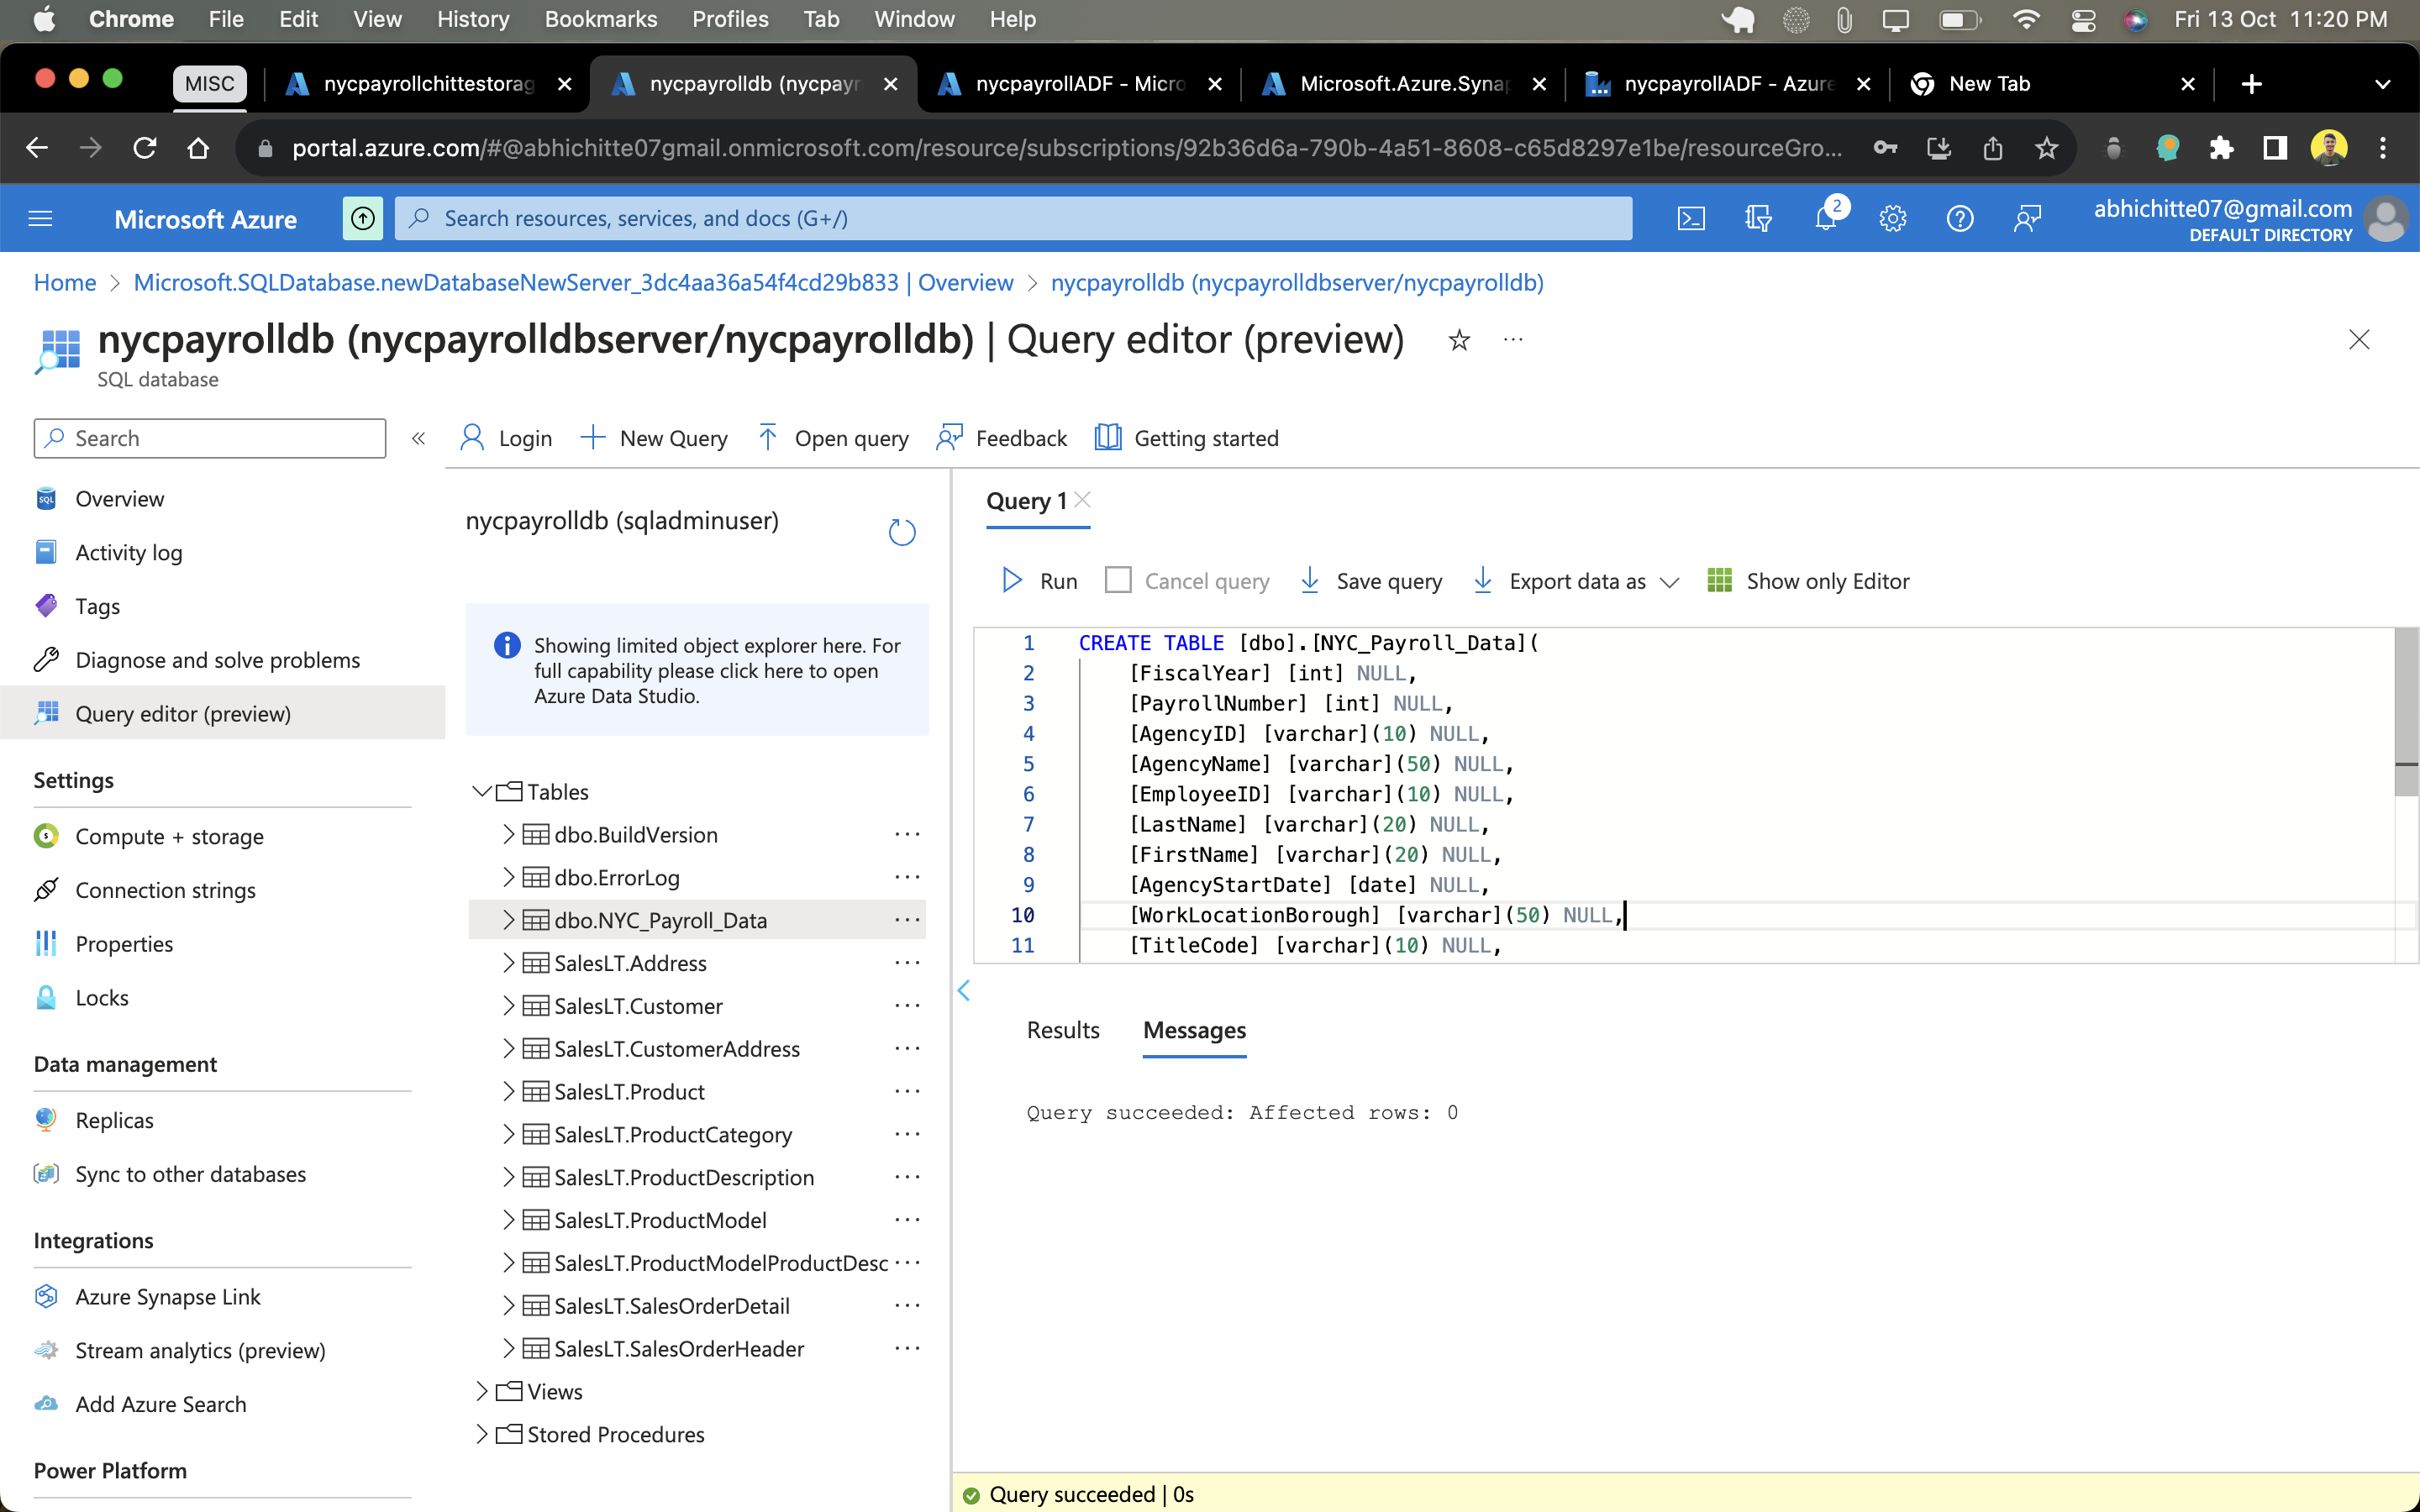 Chrome File Edit View History Bookmarks Profiles Tab Window Help Fri 13 Oct 11:20 PM
MISC nycpayrollchittestorag nycpayrolldb (nycpayr nycpayrollADF - Micro Microsoft.Azure.Synap nycpayrollADF - Azure New Tab
portal.azure.com/#@abhichitte07gmail.onmicrosoft.com/resource/subscriptions/92b36d6a-790b-4a51-8608-c65d8297e1be/resourceGro...
Microsoft Azure Search resources, services, and docs (G+/) 2 abhichitte07@gmail.com
DEFAULT DIRECTORY
Home > Microsoft.SQLDatabase.newDatabaseNewServer_3dc4aa36a54f4cd29b833 | Overview > nycpayrolldb (nycpayrolldbserver/nycpayrolldb)
nycpayrolldb (nycpayrolldbserver/nycpayrolldb) | Query editor (preview) ...
SQL database
Search
Overview
Activity log
Tags
Diagnose and solve problems
Query editor (preview)
Settings
Compute + storage
Connection strings
Properties
Locks
Data management
Replicas
Sync to other databases
Integrations
Azure Synapse Link
Stream analytics (preview)
Add Azure Search
Power Platform
Login New Query Open query Feedback Getting started
nycpayrolldb (sqladminuser)
Showing limited object explorer here. For
full capability please click here to open
Azure Data Studio.
Tables
dbo.BuildVersion ...
dbo.ErrorLog ...
dbo.NYC_Payroll_Data ...
SalesLT.Address ...
SalesLT.Customer ...
SalesLT.CustomerAddress ...
SalesLT.Product ...
SalesLT.ProductCategory ...
SalesLT.ProductDescription ...
SalesLT.ProductModel ...
SalesLT.ProductModelProductDesc ...
SalesLT.SalesOrderDetail ...
SalesLT.SalesOrderHeader ...
Views
Stored Procedures
Query 1
Run Cancel query Save query Export data as Show only Editor
1 CREATE TABLE [dbo].[NYC_Payroll_Data](
2 [FiscalYear] [int] NULL,
3 [PayrollNumber] [int] NULL,
4 [AgencyID] [varchar](10) NULL,
5 [AgencyName] [varchar](50) NULL,
6 [EmployeeID] [varchar](10) NULL,
7 [LastName] [varchar](20) NULL,
8 [FirstName] [varchar](20) NULL,
9 [AgencyStartDate] [date] NULL,
10 [WorkLocationBorough] [varchar](50) NULL,
11 [TitleCode] [varchar](10) NULL,
Results Messages
Query succeeded: Affected rows: 0
Query succeeded | 0s